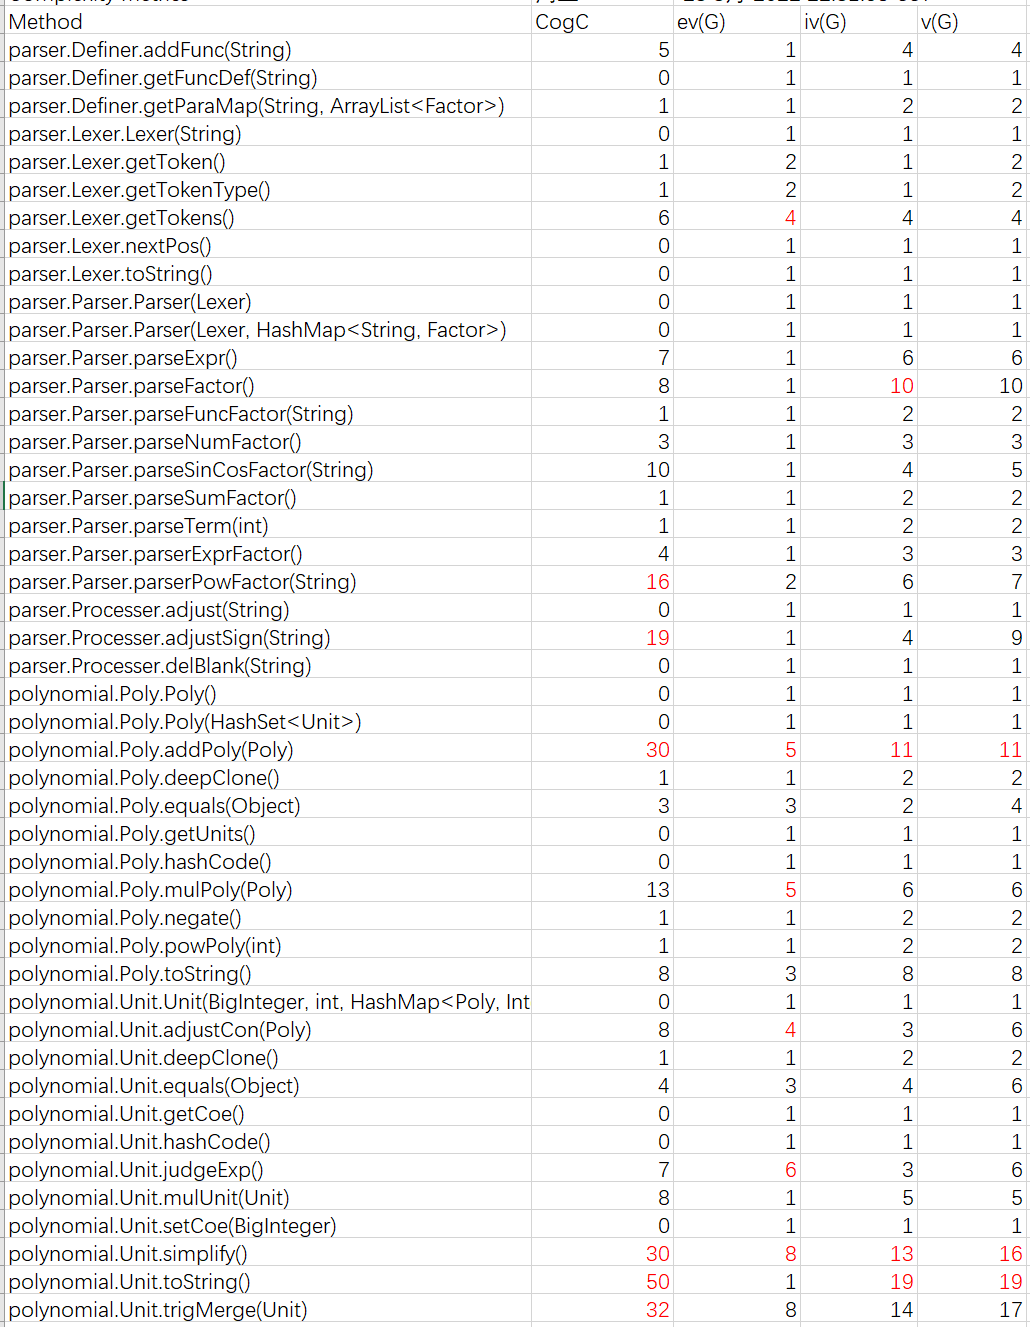 Method CogC ev(G) iv(G) v(G)
parser.Definer.addFunc(String) 5 1 4 4
parser.Definer.getFuncDef(String) 0 1 1 1
parser.Definer.getParaMap(String, ArrayList<Factor>) 1 1 2 2
parser.Lexer.Lexer(String) 0 1 1 1
parser.Lexer.getToken() 1 2 1 2
parser.Lexer.getTokenType() 1 2 1 2
parser.Lexer.getTokens() 6 4 4 4
parser.Lexer.nextPos() 0 1 1 1
parser.Lexer.toString() 0 1 1 1
parser.Parser.Parser(Lexer) 0 1 1 1
parser.Parser.Parser(Lexer, HashMap<String, Factor>) 0 1 1 1
parser.Parser.parseExpr() 7 1 6 6
parser.Parser.parseFactor() 8 1 10 10
parser.Parser.parseFuncFactor(String) 1 1 2 2
parser.Parser.parseNumFactor() 3 1 3 3
parser.Parser.parseSinCosFactor(String) 10 1 4 5
parser.Parser.parseSumFactor() 1 1 2 2
parser.Parser.parseTerm(int) 1 1 2 2
parser.Parser.parserExprFactor() 4 1 3 3
parser.Parser.parserPowFactor(String) 16 2 6 7
parser.Processer.adjust(String) 0 1 1 1
parser.Processer.adjustSign(String) 19 1 4 9
parser.Processer.delBlank(String) 0 1 1 1
polynomial.Poly.Poly() 0 1 1 1
polynomial.Poly.Poly(HashSet<Unit>) 0 1 1 1
polynomial.Poly.addPoly(Poly) 30 5 11 11
polynomial.Poly.deepClone() 1 1 2 2
polynomial.Poly.equals(Object) 3 3 2 4
polynomial.Poly.getUnits() 0 1 1 1
polynomial.Poly.hashCode() 0 1 1 1
polynomial.Poly.mulPoly(Poly) 13 5 6 6
polynomial.Poly.negate() 1 1 2 2
polynomial.Poly.powPoly(int) 1 1 2 2
polynomial.Poly.toString() 8 3 8 8
polynomial.Unit.Unit(BigInteger, int, HashMap<Poly, Int 0 1 1 1
polynomial.Unit.adjustCon(Poly) 8 4 3 6
polynomial.Unit.deepClone() 1 1 2 2
polynomial.Unit.equals(Object) 4 3 4 6
polynomial.Unit.getCoe() 0 1 1 1
polynomial.Unit.hashCode() 0 1 1 1
polynomial.Unit.judgeExp() 7 6 3 6
polynomial.Unit.mulUnit(Unit) 8 1 5 5
polynomial.Unit.setCoe(BigInteger) 0 1 1 1
polynomial.Unit.simplify() 30 8 13 16
polynomial.Unit.toString() 50 1 19 19
polynomial.Unit.trigMerge(Unit) 32 8 14 17